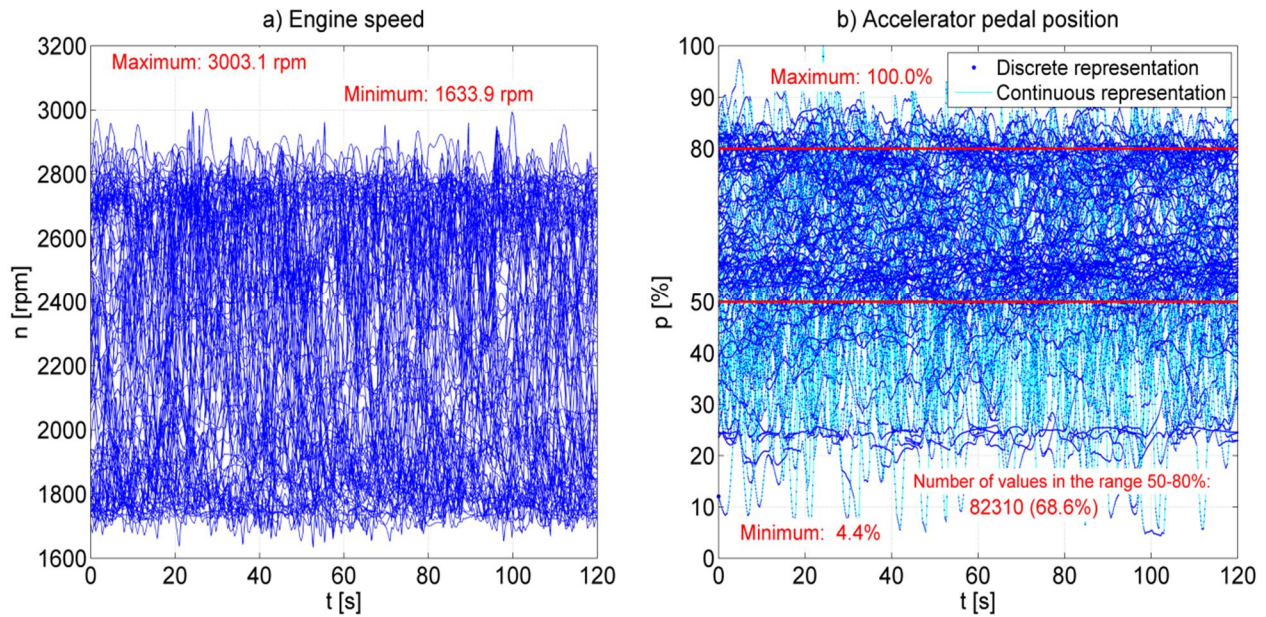 a) Engine speed
3200
3000
2800
2600
2400
2200
2000
1800
1600
n [rpm]
Maximum: 3003.1 rpm
Minimum: 1633.9 rpm
0 20 40 60 80 100 120
t [s]
b) Accelerator pedal position
100
90
80
50
40
30
20
10
0
p [%]
Maximum: 100.0%
Discrete representation
Continuous representation
Number of values in the range 50-80%:
82310 (68.6%)
Minimum: 4.4%
0 20 40 60 80 100 120
t [s]